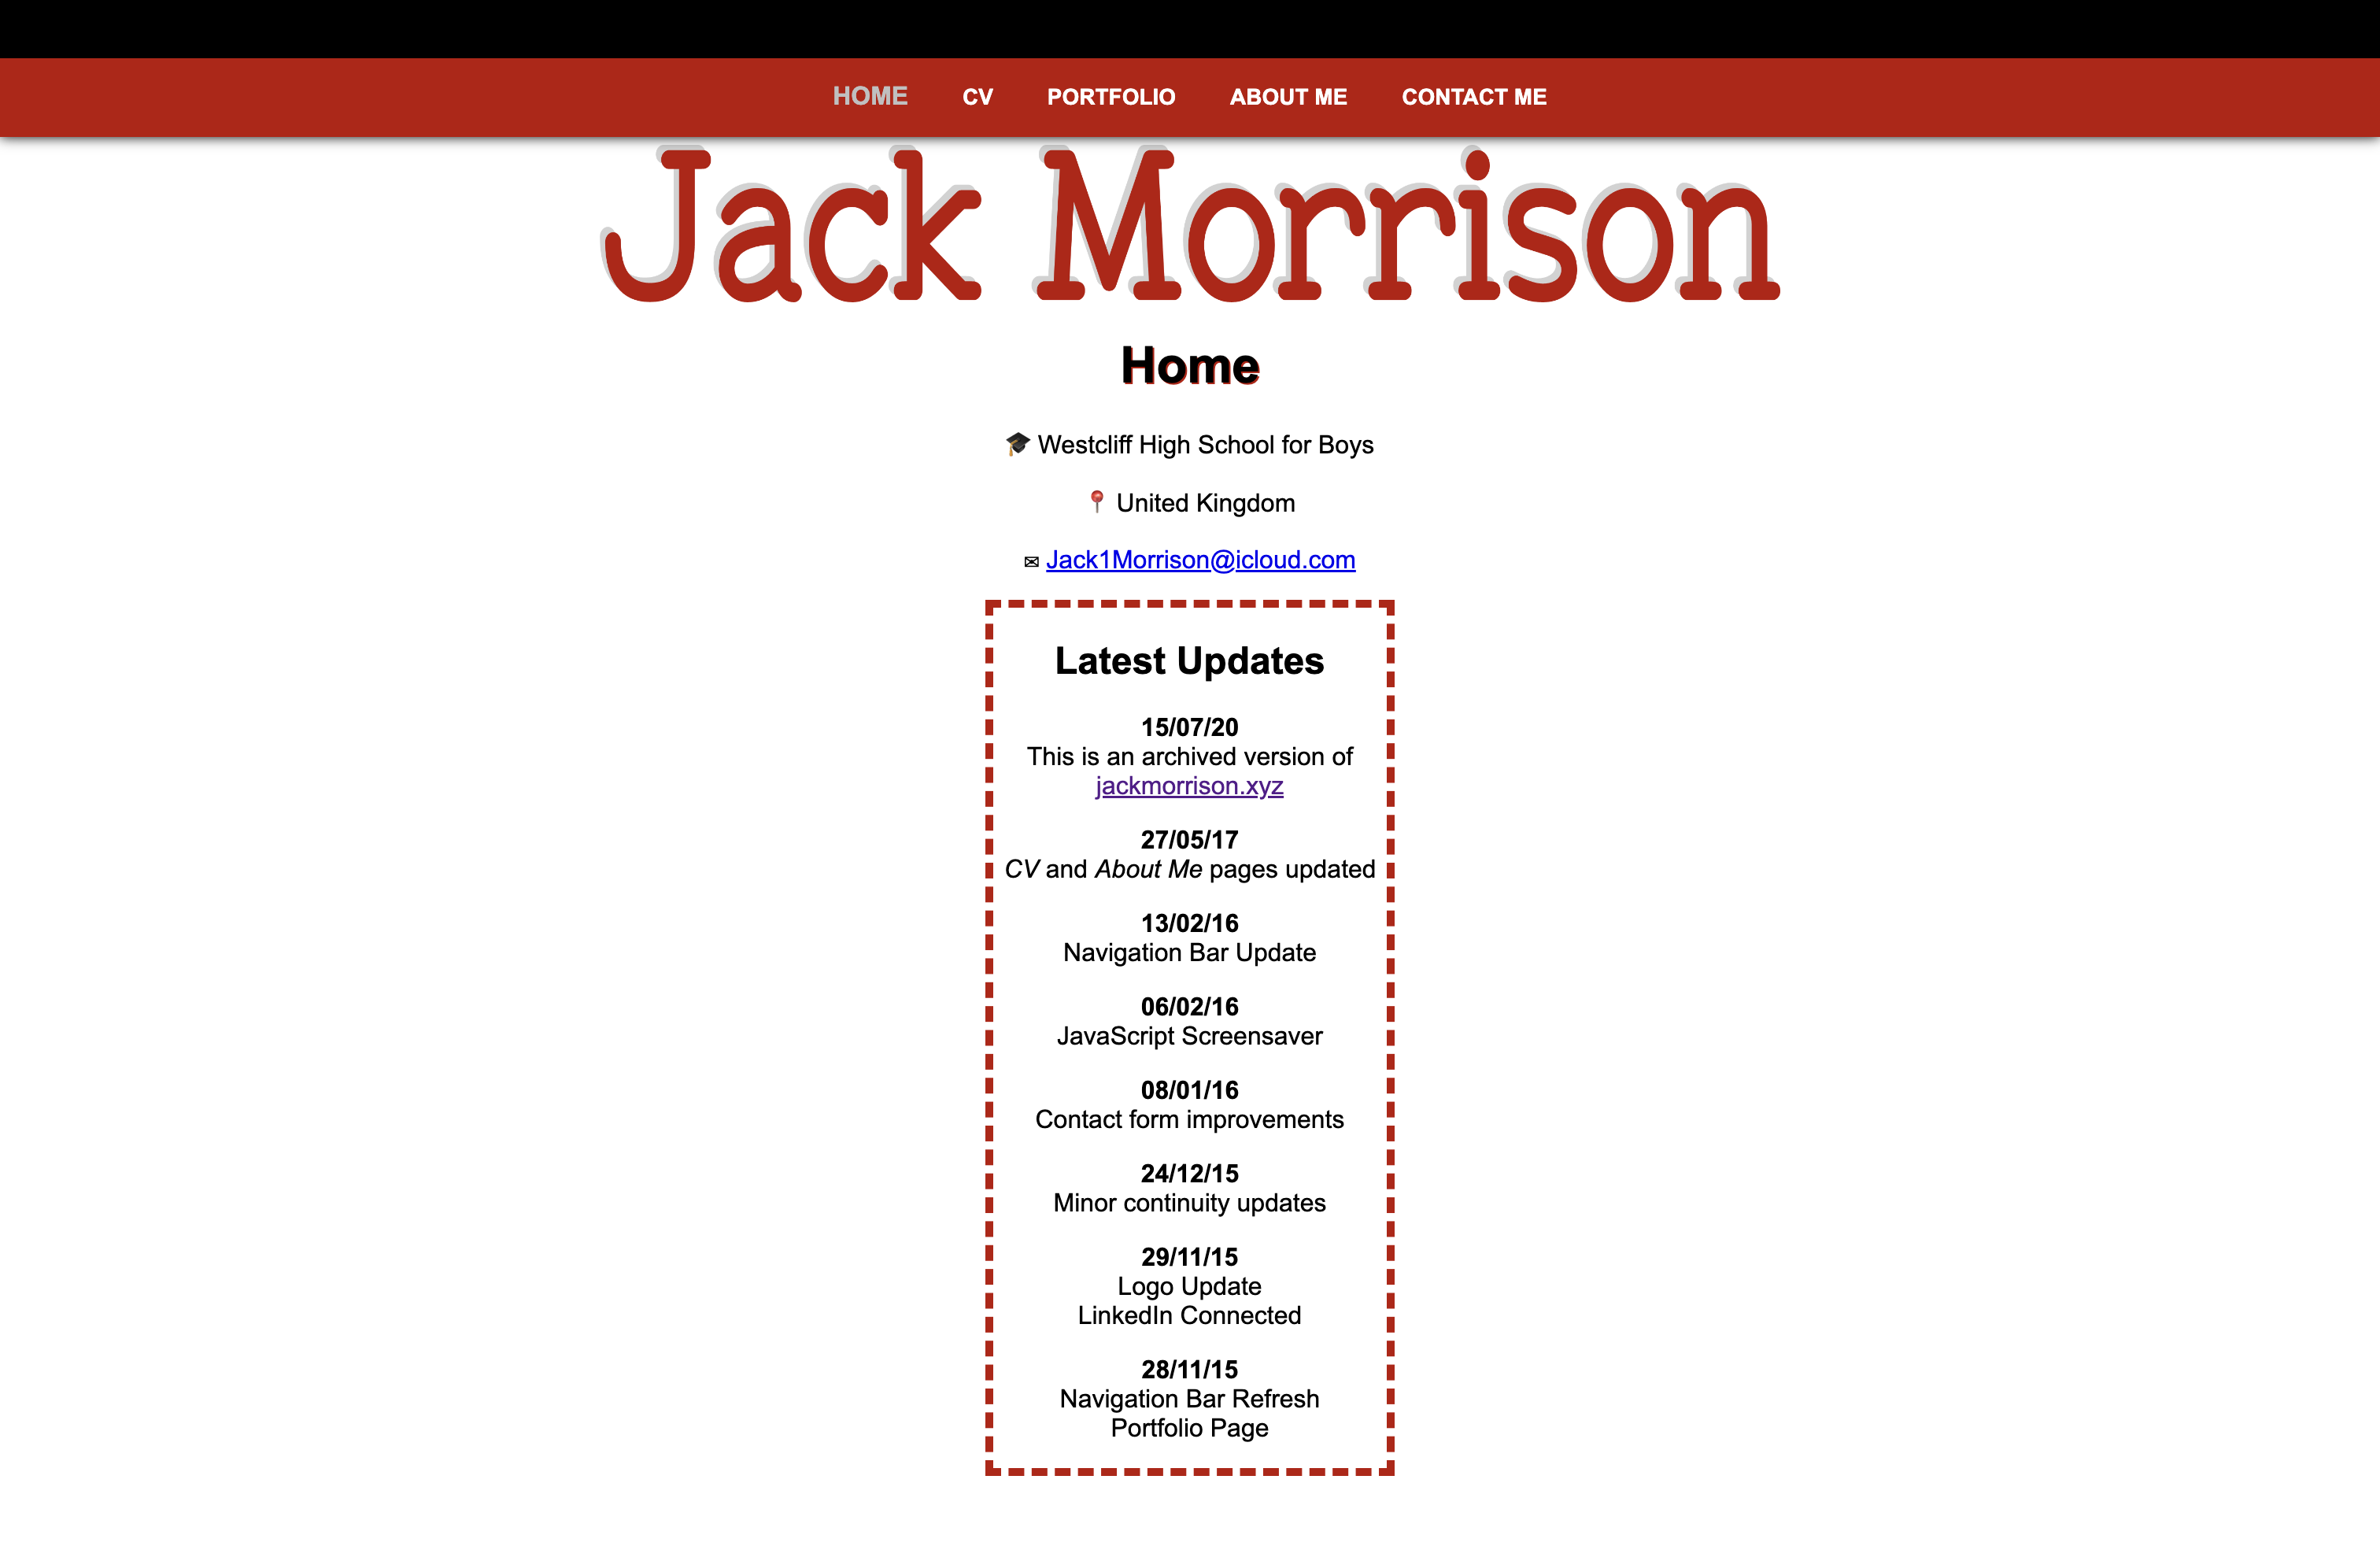 HOME CV PORTFOLIO ABOUT ME CONTACT ME
Jack Morrison
Home
🎓 Westcliff High School for Boys
📍 United Kingdom
✉ Jack1Morrison@icloud.com
Latest Updates
15/07/20
This is an archived version of
jackmorrison.xyz
27/05/17
CV and About Me pages updated
13/02/16
Navigation Bar Update
06/02/16
JavaScript Screensaver
08/01/16
Contact form improvements
24/12/15
Minor continuity updates
29/11/15
Logo Update
LinkedIn Connected
28/11/15
Navigation Bar Refresh
Portfolio Page